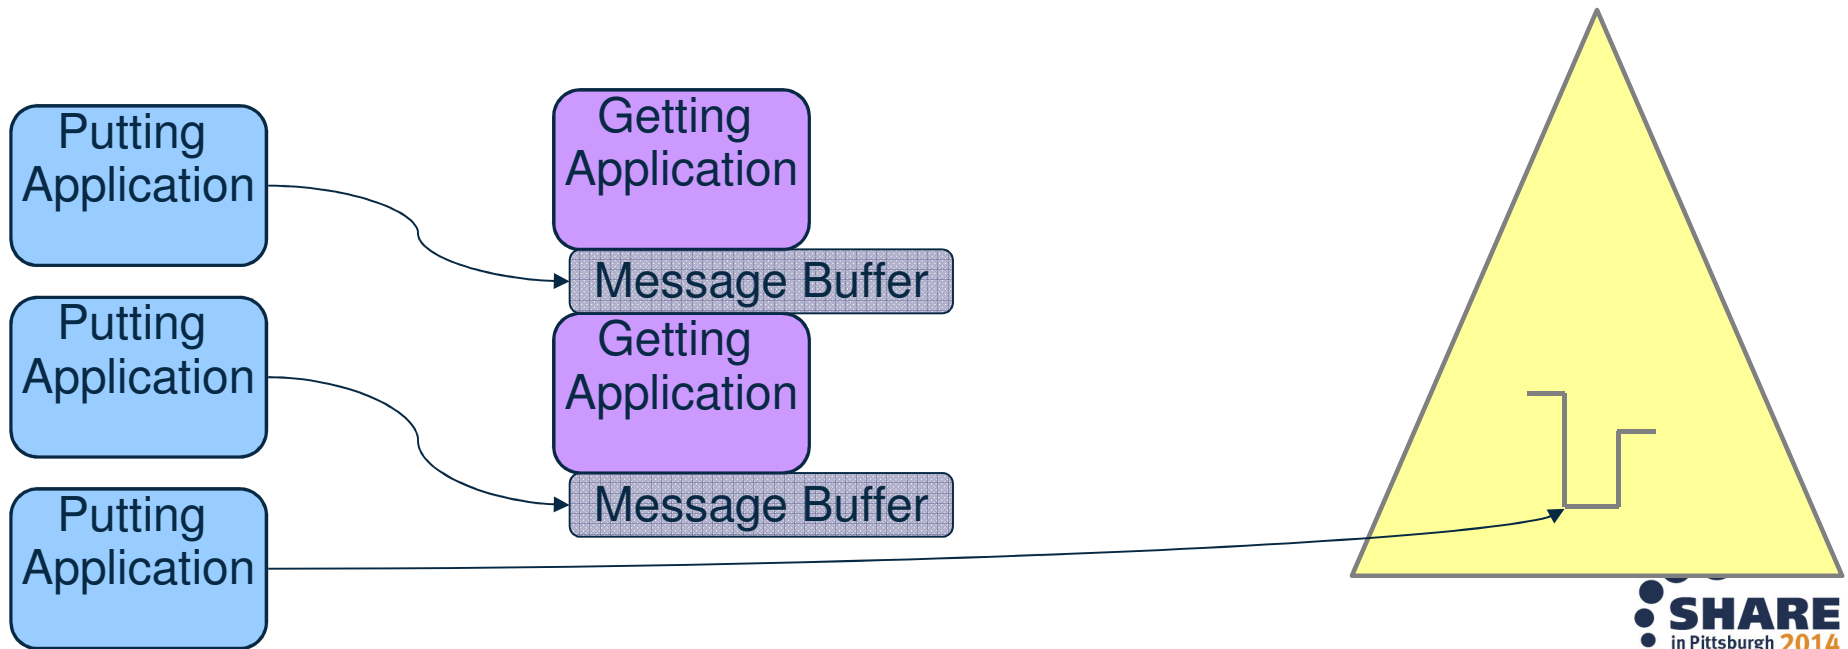 Putting
Application
Getting
Application
Message Buffer
Putting
Application
Getting
Application
Message Buffer
Putting
Application
SHARE
in Pittsburgh 2014